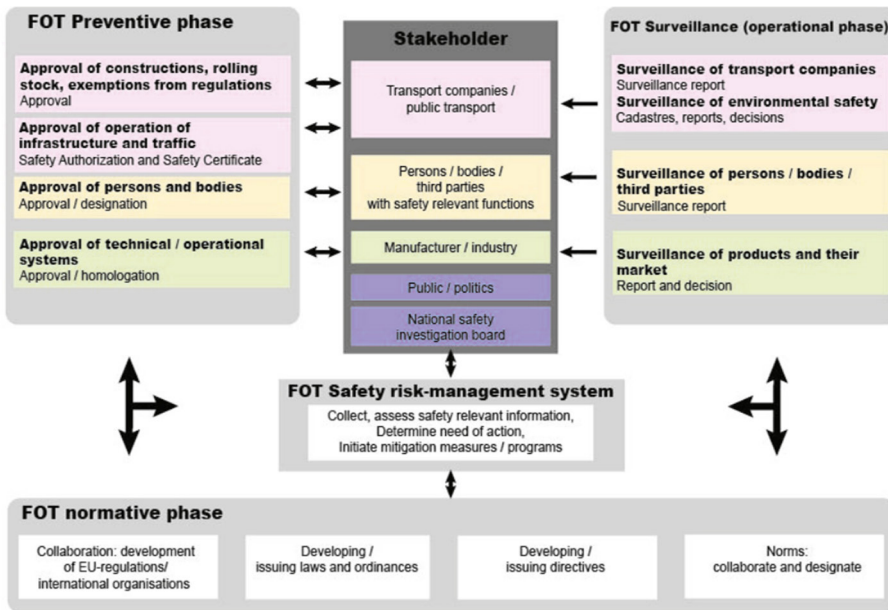 FOT Preventive phase
Approval of constructions, rolling
stock, exemptions from regulations
Approval
Approval of operation of
infrastructure and traffic
Safety Authorization and Safety Certificate
Approval of persons and bodies
Approval / designation
Approval of technical / operational
systems
Approval / homologation
Stakeholder
Transport companies /
public transport
Persons / bodies /
third parties
with safety relevant functions
Manufacturer / industry
Public / politics
National safety
investigation board
FOT Surveillance (operational phase)
Surveillance of transport companies
Surveillance report
Surveillance of environmental safety
Cadastres, reports, decisions
Surveillance of persons / bodies /
third parties
Surveillance report
Surveillance of products and their
market
Report and decision
FOT Safety risk-management system
Collect, assess safety relevant information,
Determine need of action,
Initiate mitigation measures / programs
FOT normative phase
Collaboration: development
of EU-regulations/
international organisations
Developing /
issuing laws and ordinances
Developing /
issuing directives
Norms:
collaborate and designate